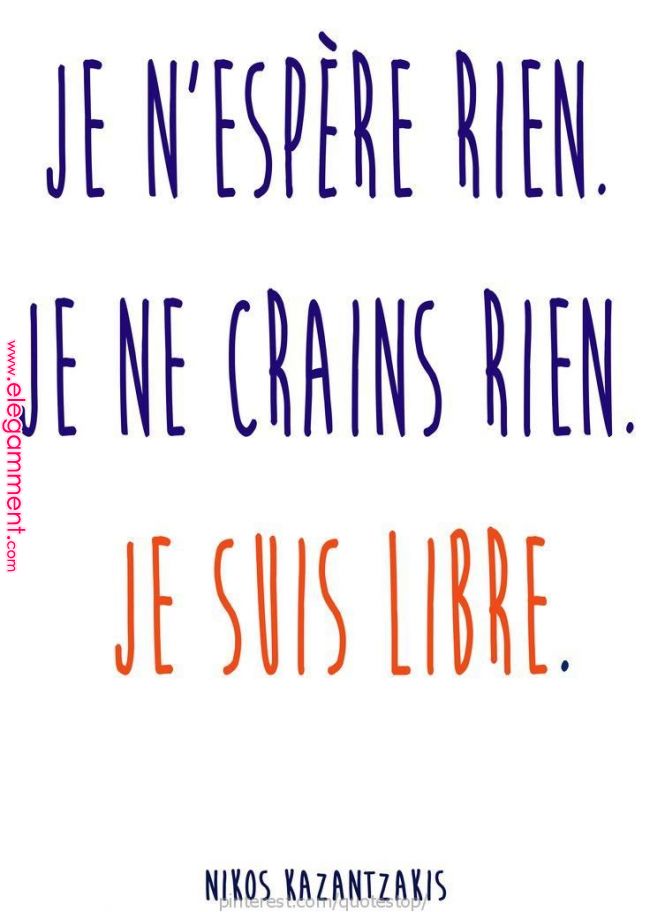 JE N'ESPÈRE RIEN.
JE NE CRAINS RIEN.
www.elegamment.com
JE SUIS LIBRE.
NIKOS KAZANTZAKIS
pinterest.com/quotestop/